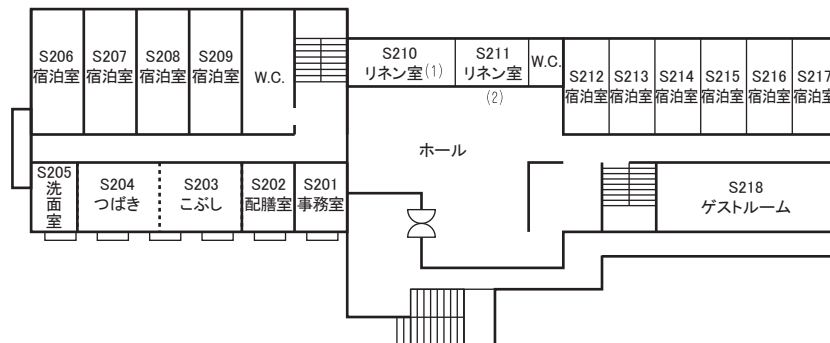 S206
宿泊室
S207
宿泊室
S208
宿泊室
S209
宿泊室
W.C.
S210
リネン室(1)
S211
リネン室
(2)
W.C.
S212
宿泊室
S213
宿泊室
S214
宿泊室
S215
宿泊室
S216
宿泊室
S217
宿泊室
ホール
S205
洗
面
室
S204
つばき
S203
こぶし
S202
配膳室
S201
事務室
S218
ゲストルーム